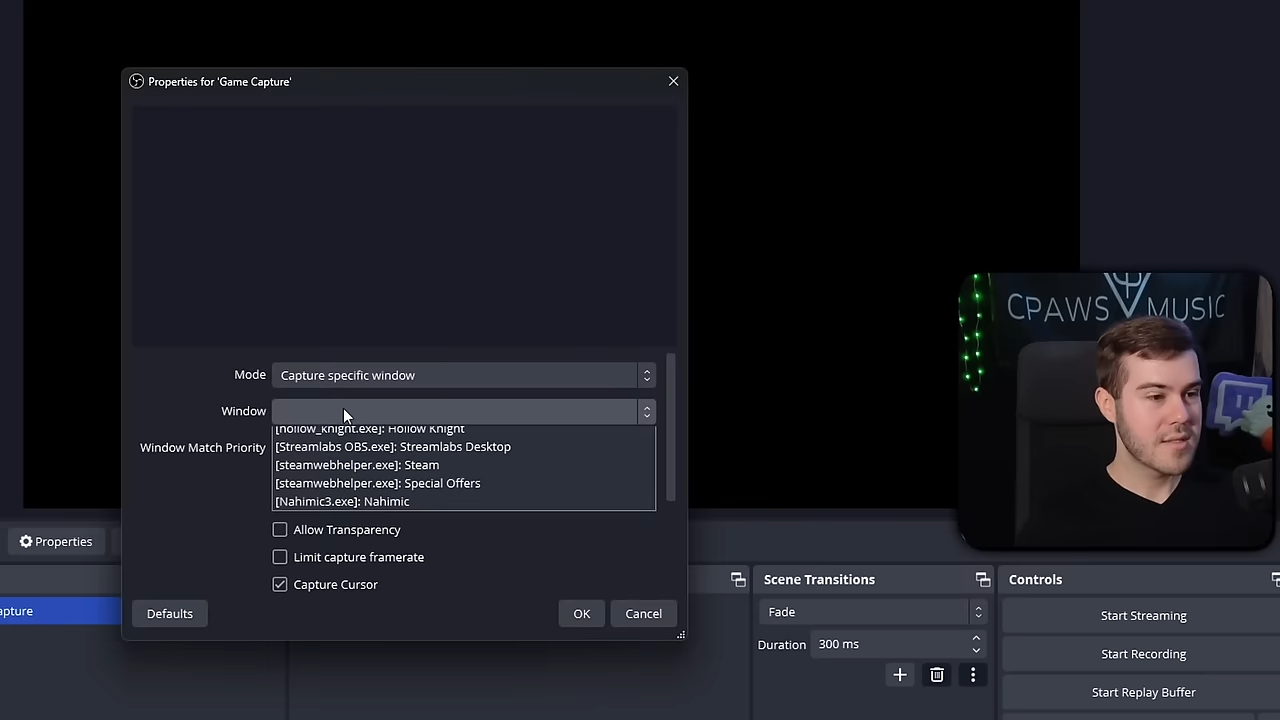 Properties for 'Game Capture'
Mode
Capture specific window
Window
[hollow_knight.exe]: Hollow Knight
[Streamlabs OBS.exe]: Streamlabs Desktop
Window Match Priority
[steamwebhelper.exe]: Steam
[steamwebhelper.exe]: Special Offers
[Nahimic3.exe]: Nahimic
Allow Transparency
Limit capture framerate
Capture Cursor
Defaults
OK
Cancel
Properties
apture
Scene Transitions
Fade
Duration
300 ms
Controls
Start Streaming
Start Recording
Start Replay Buffer
CPAWS MUSIC